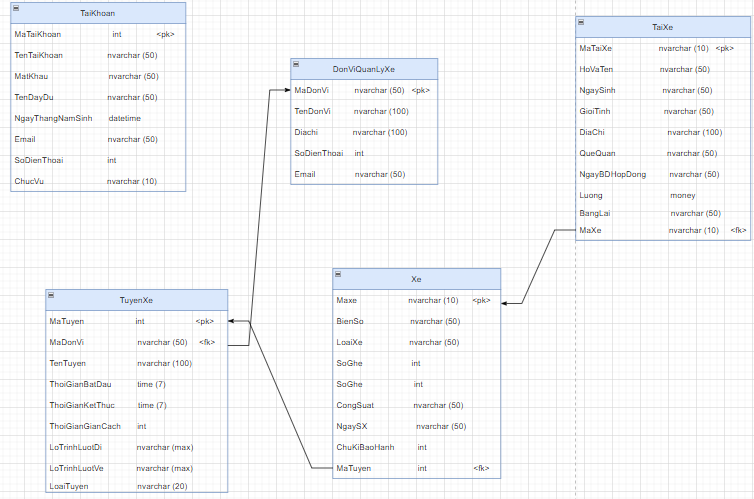 TaiKhoan
MaTaiKhoan int <pk>
TenTaiKhoan nvarchar (50)
MatKhau nvarchar (50)
TenDayDu nvarchar (50)
NgayThangNamSinh datetime
Email nvarchar (50)
SoDienThoai int
ChucVu nvarchar (10)
DonViQuanLyXe
MaDonVi nvarchar (50) <pk>
TenDonVi nvarchar (100)
Diachi nvarchar (100)
SoDienThoai int
Email nvarchar (50)
TaiXe
MaTaiXe nvarchar (10) <pk>
HoVaTen nvarchar (50)
NgaySinh nvarchar (50)
GioiTinh nvarchar (50)
DiaChi nvarchar (100)
QueQuan nvarchar (50)
NgayBDHopDong nvarchar (50)
Luong money
BangLai nvarchar (50)
MaXe nvarchar (10) <fk>
TuyenXe
MaTuyen int <pk>
MaDonVi nvarchar (50) <fk>
TenTuyen nvarchar (100)
ThoiGianBatDau time (7)
ThoiGianKetThuc time (7)
ThoiGianGianCach int
LoTrinhLuotDi nvarchar (max)
LoTrinhLuotVe nvarchar (max)
LoaiTuyen nvarchar (20)
Xe
Maxe nvarchar (10) <pk>
BienSo nvarchar (50)
LoaiXe nvarchar (50)
SoGhe int
SoGhe int
CongSuat nvarchar (50)
NgaySX nvarchar (50)
ChuKiBaoHanh int
MaTuyen int <fk>